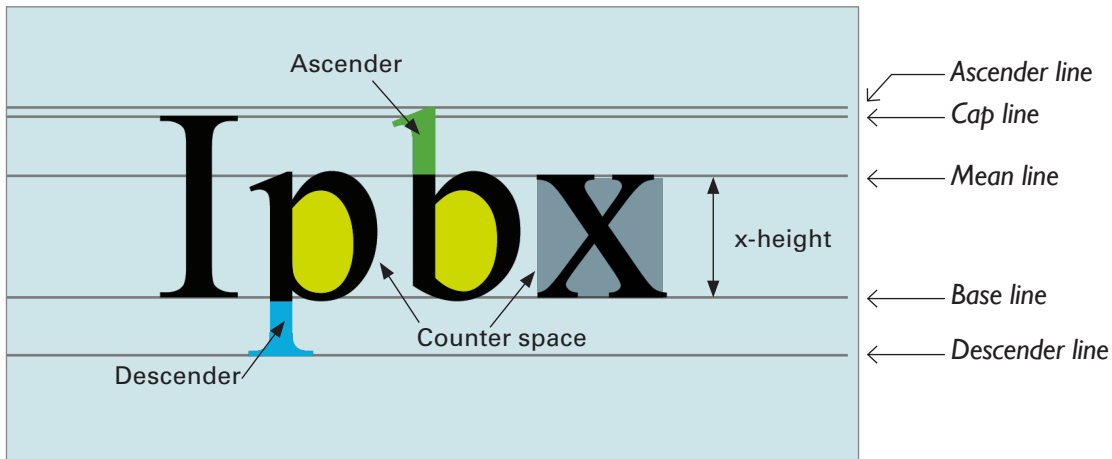 Ascender
Ascender line
Cap line
Ipbx
Mean line
x-height
Base line
Counter space
Descender line
Descender